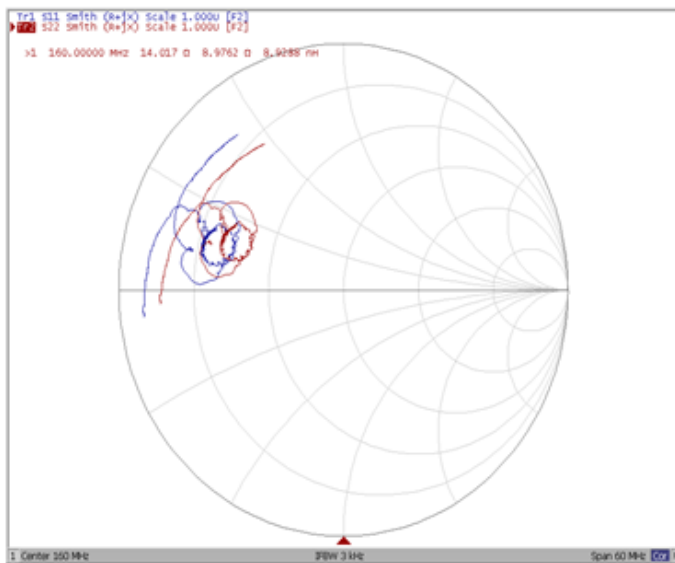 Tr1 S11 Smith (R+jX) Scale 1.000U [F2]
Tr2 S22 Smith (R+jX) Scale 1.000U [F2]
>1 160.00000 MHz 14.017 Ω 8.9762 Ω 8.9288 nH
1 Center 160 MHz IFBW 3 kHz Span 60 MHz Cor